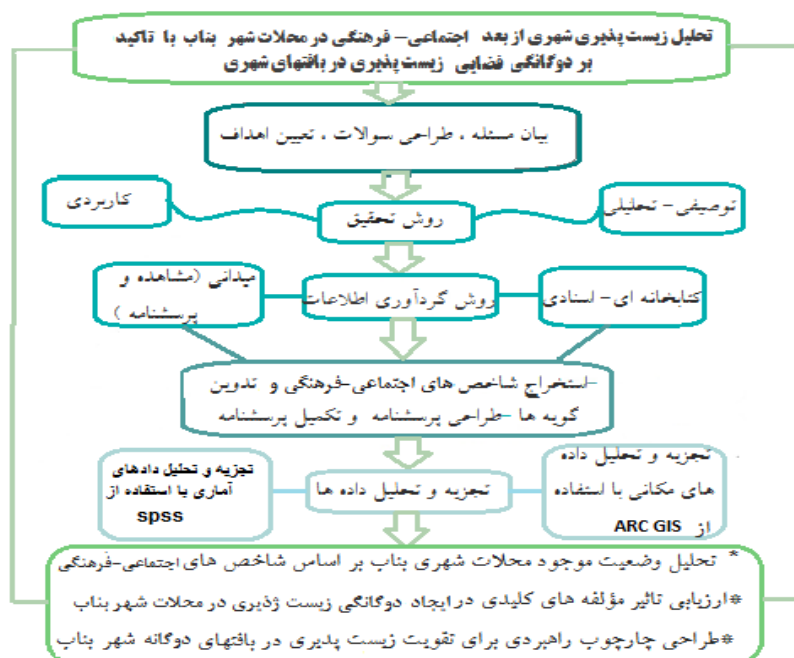 تحلیل زیست پذیری شهری از بعد اجتماعی- فرهنگی در محلات شهر بناب با تاکید
بر دوگانگی فضایی زیست پذیری در بافتهای شهری
بیان مسئله ، طراحی سوالات ، تعیین اهداف
توصیفی- تحلیلی
روش تحقیق
کاربردی
کتابخانه ای- اسنادی
روش گردآوری اطلاعات
میدانی (مشاهده و
پرسشنامه )
-استخراج شاخص های اجتماعی-فرهنگی و تدوین
گویه ها -طراحی پرسشنامه و تکمیل پرسشنامه
تجزیه و تحلیل داده
های مکانی با استفاده
از ARC GIS
تجزیه و تحلیل داده ها
تجزیه و تحلیل دادهای
آماری با استفاده از
spss
* تحلیل وضعیت موجود محلات شهری بناب بر اساس شاخص های اجتماعی-فرهنگی
*ارزیابی تاثیر مؤلفه های کلیدی در ایجاد دوگانگی زیست ژذیری در محلات شهر بناب
*طراحی چارچوب راهبردی برای تقویت زیست پدیری در بافتهای دوگانه شهر بناب